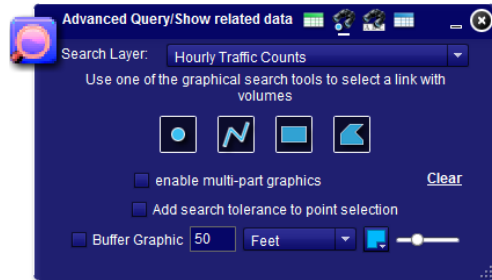 Advanced Query/Show related data
Search Layer: Hourly Traffic Counts
Use one of the graphical search tools to select a link with
volumes
enable multi-part graphics Clear
Add search tolerance to point selection
Buffer Graphic 50 Feet